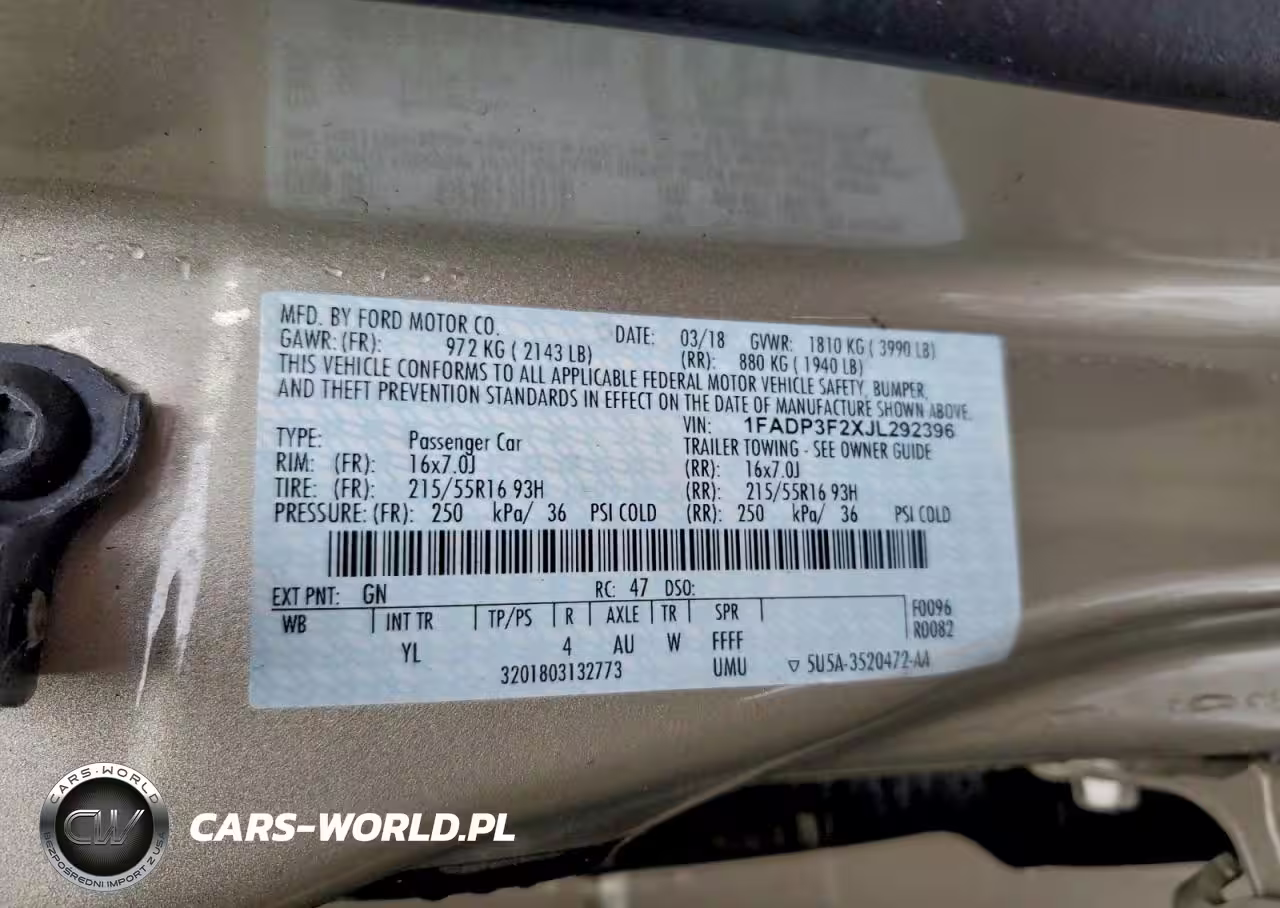 MFD. BY FORD MOTOR CO. DATE: 03/18 GVWR: 1810 KG ( 3990 LB)
GAWR: (FR): 972 KG ( 2143 LB) (RR): 880 KG ( 1940 LB)
THIS VEHICLE CONFORMS TO ALL APPLICABLE FEDERAL MOTOR VEHICLE SAFETY, BUMPER,
AND THEFT PREVENTION STANDARDS IN EFFECT ON THE DATE OF MANUFACTURE SHOWN ABOVE.
VIN: 1FADP3F2XJL292396
TYPE: Passenger Car TRAILER TOWING - SEE OWNER GUIDE
RIM: (FR): 16x7.0J (RR): 16x7.0J
TIRE: (FR): 215/55R16 93H (RR): 215/55R16 93H
PRESSURE: (FR): 250 kPa/ 36 PSI COLD (RR): 250 kPa/ 36 PSI COLD
EXT PNT: GN RC: 47 DSO:
WB INT TR TP/PS R AXLE TR SPR F0096
R0082
YL 4 AU W FFFF
3201803132773 UMU ▽ 5U5A-3520472-AA
CARS-WORLD
CW
BEZPOŚREDNI IMPORT Z USA
CARS-WORLD.PL